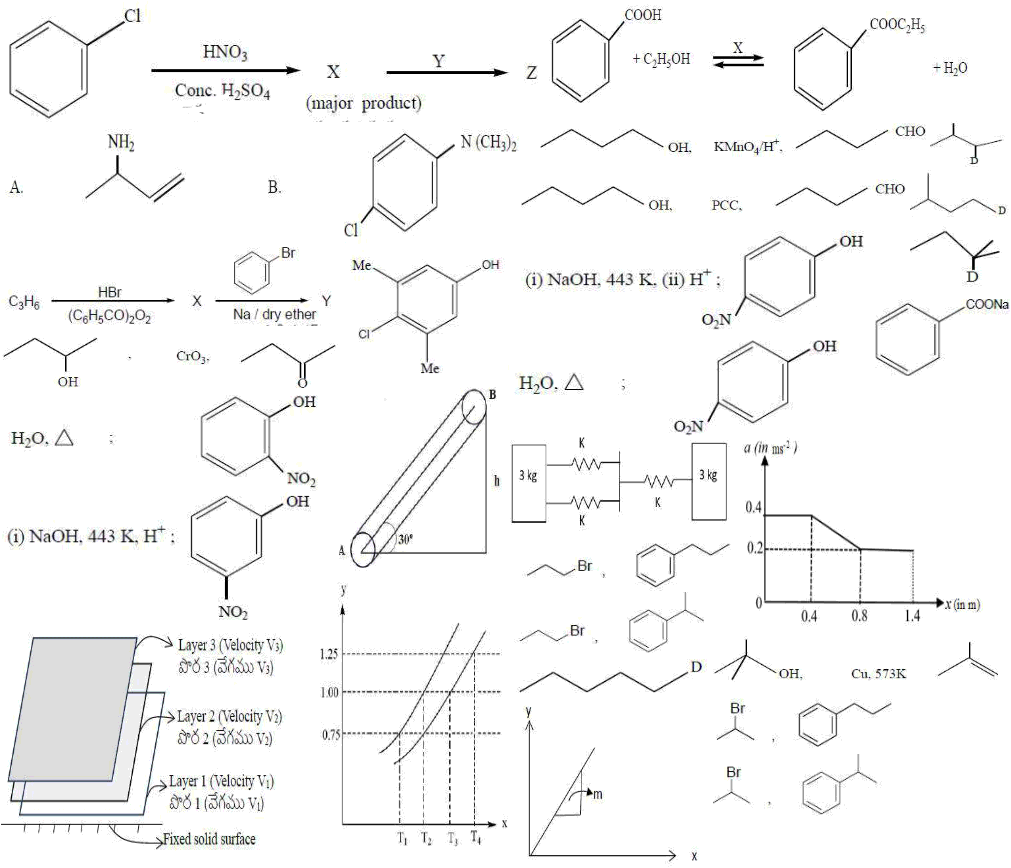 Cl
HNO3
Conc. H2SO4
X
(major product)
Y
Z
COOH
+ C2H5OH
X
COOC2H5
+ H2O
NH2
A.
B.
N (CH3)2
Cl
OH,
KMnO4/H+,
CHO
D
OH,
PCC,
CHO
D
C3H6
HBr
(C6H5CO)2O2
X
Br
Na / dry ether
Y
Me
OH
Cl
Me
(i) NaOH, 443 K, (ii) H+ ;
OH
O2N
D
COONa
OH
,
CrO3,
O
H2O, △ ;
OH
O2N
H2O, △ ;
OH
NO2
B
h
A
30°
K
3 kg
K
K
3 kg
a (in ms-2 )
0.4
0.2
0
0.4
0.8
1.4
x (in m)
(i) NaOH, 443 K, H+ ;
OH
NO2
Br ,
Br ,
Layer 3 (Velocity V3)
పొర 3 (వేగము V3)
Layer 2 (Velocity V2)
పొర 2 (వేగము V2)
Layer 1 (Velocity V1)
పొర 1 (వేగము V1)
Fixed solid surface
y
1.25
1.00
0.75
x
T1
T2
T3
T4
D
OH,
Cu, 573K
y
m
x
Br
,
Br
,